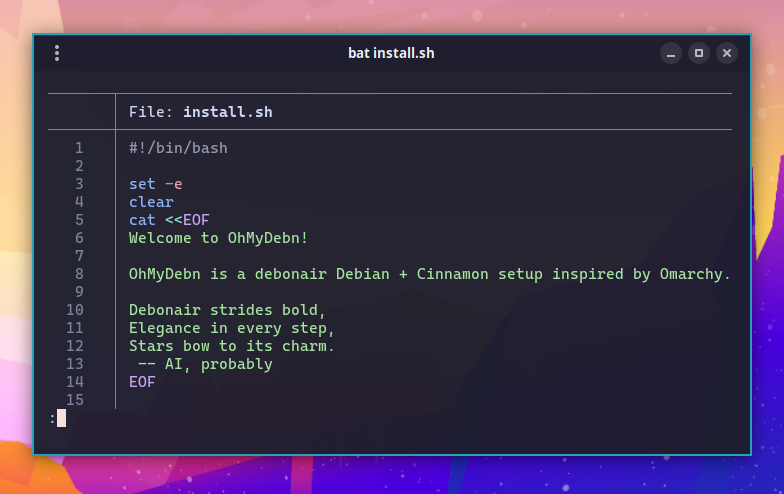 bat install.sh
File: install.sh
1 #!/bin/bash
2
3 set -e
4 clear
5 cat <<EOF
6 Welcome to OhMyDebn!
7
8 OhMyDebn is a debonair Debian + Cinnamon setup inspired by Omarchy.
9
10 Debonair strides bold,
11 Elegance in every step,
12 Stars bow to its charm.
13  -- AI, probably
14 EOF
15
: